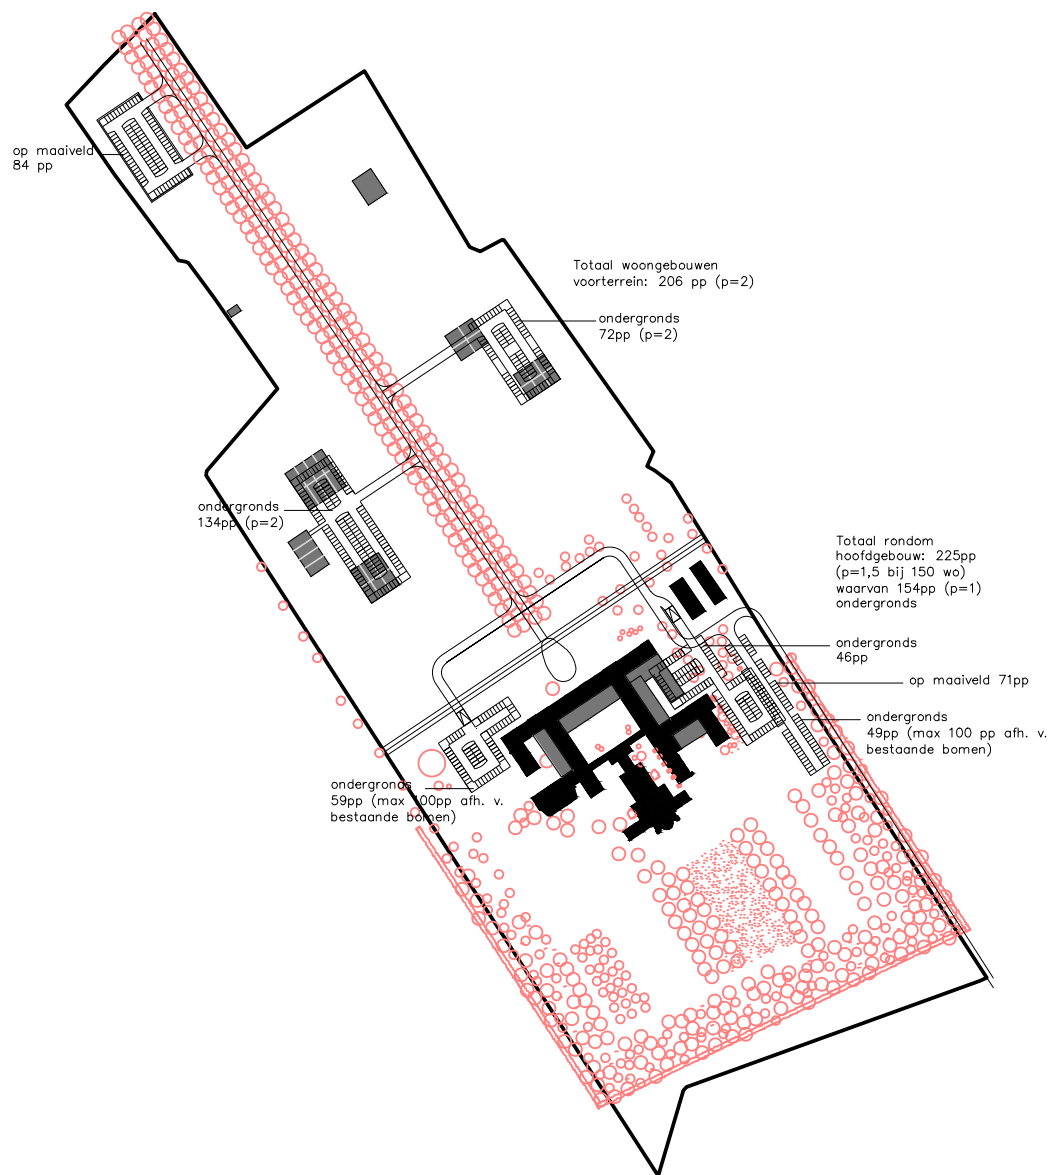 op maaiveld
84 pp
Totaal woongebouwen
voorterrein: 206 pp (p=2)
ondergronds
72pp (p=2)
ondergronds
134pp (p=2)
Totaal rondom
hoofdgebouw: 225pp
(p=1,5 bij 150 wo)
waarvan 154pp (p=1)
ondergronds
ondergronds
46pp
op maaiveld 71pp
ondergronds
49pp (max 100 pp afh. v.
bestaande bomen)
ondergronds
59pp (max 100pp afh. v.
bestaande bomen)